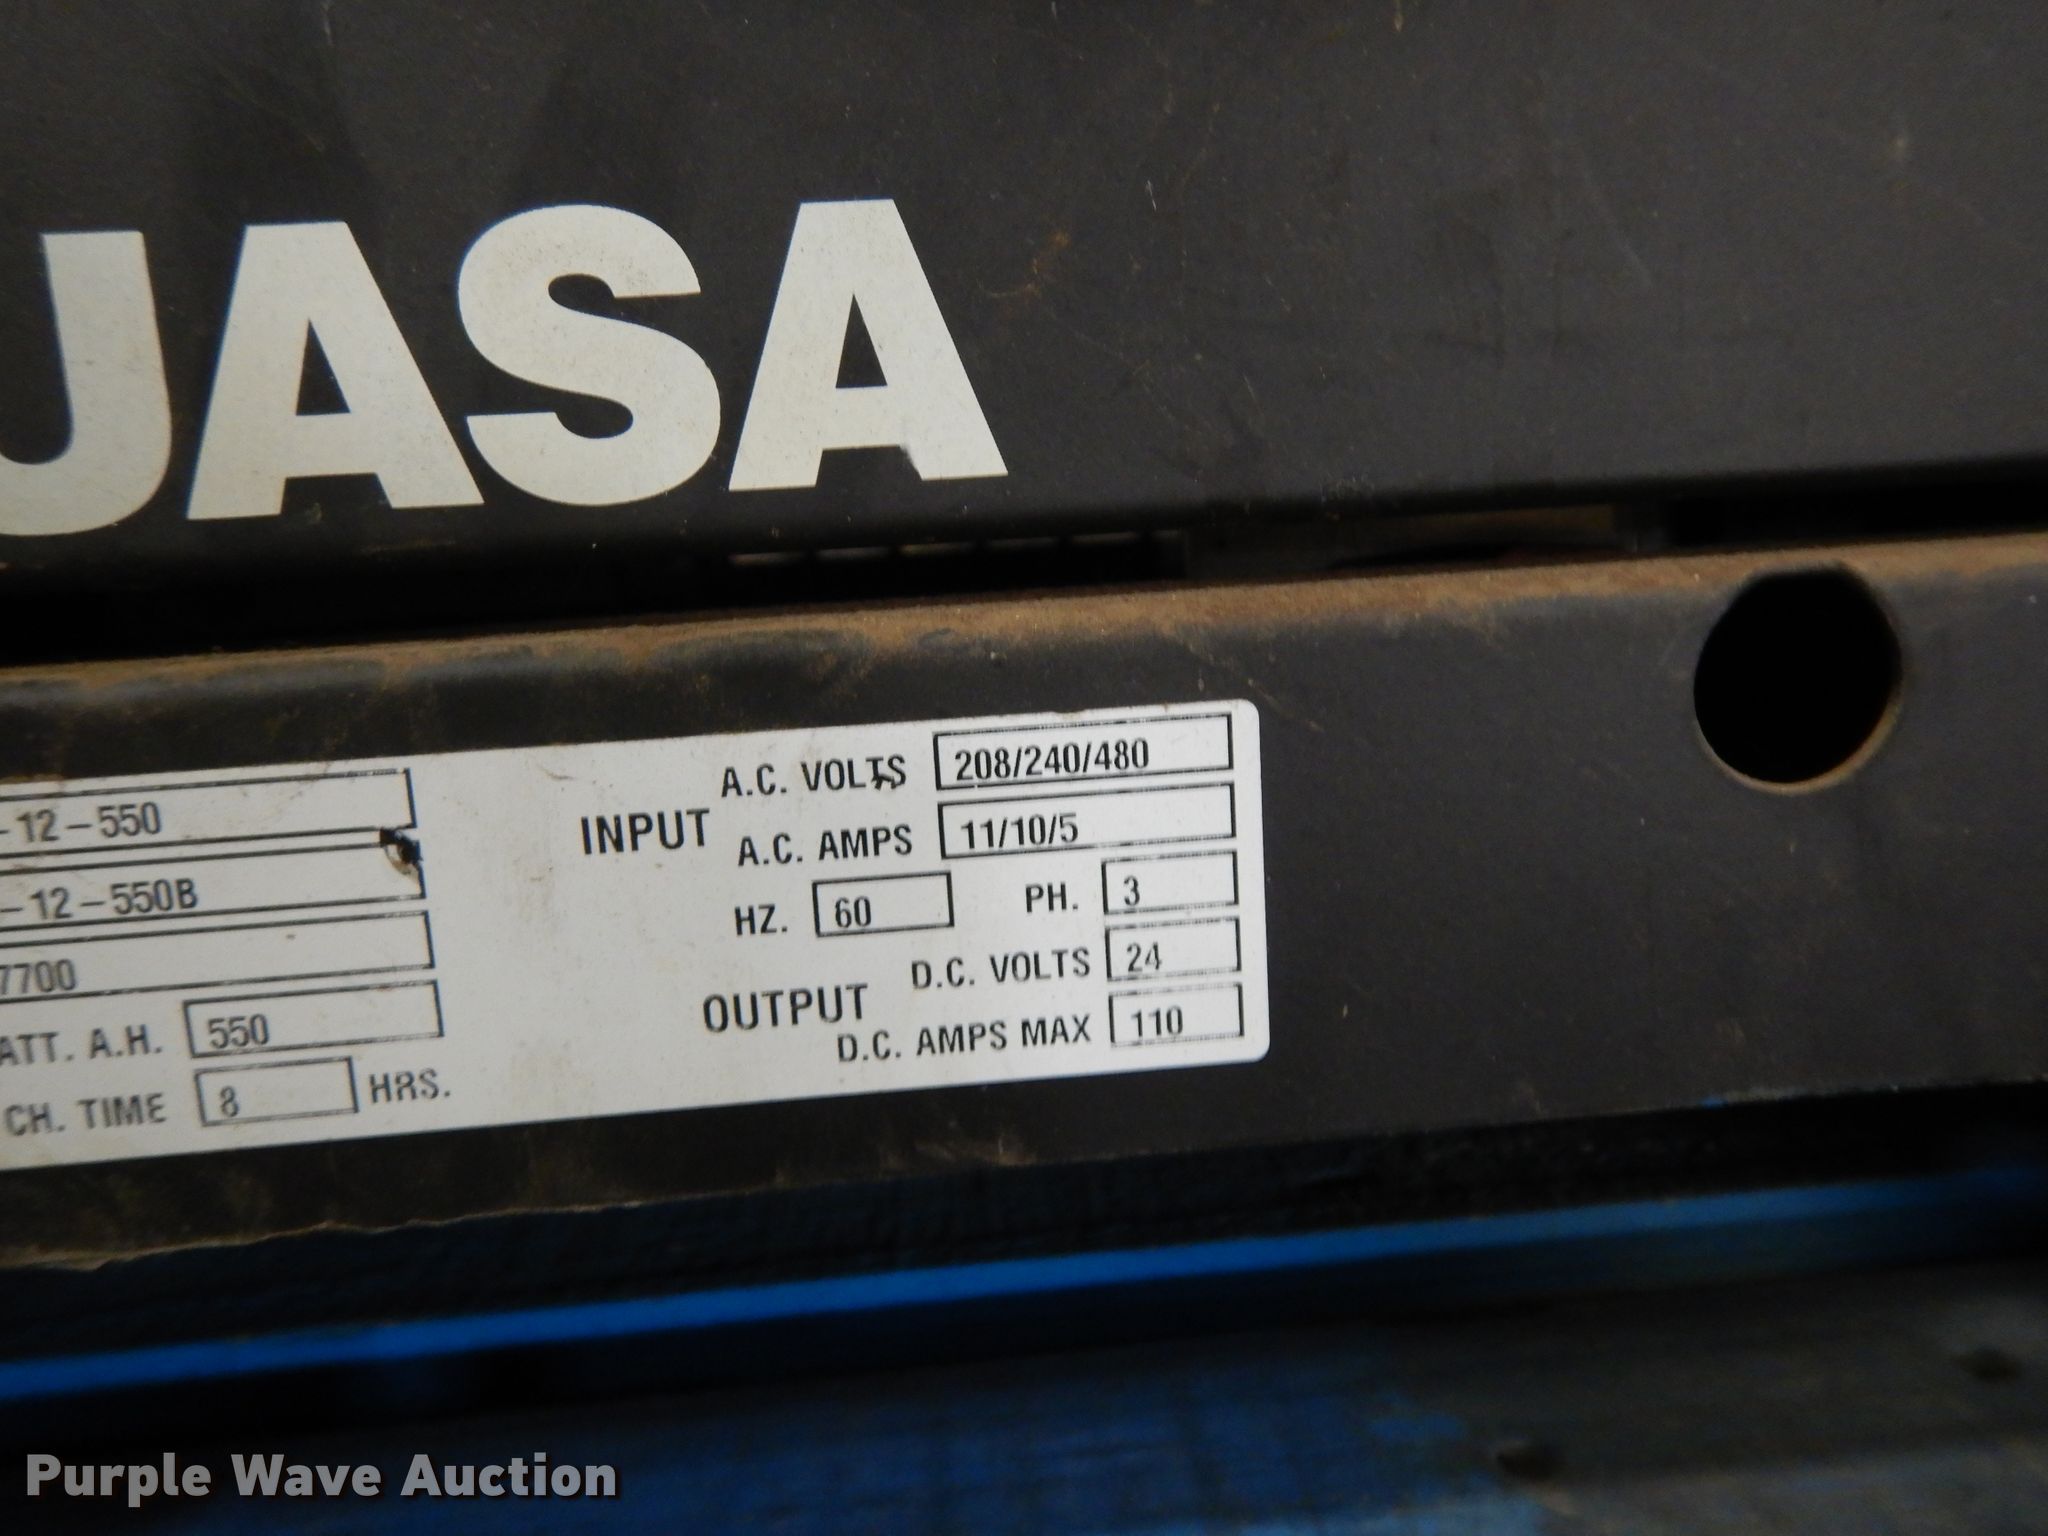 UASA
-12-550
-12-550B
7700
ATT. A.H. 550
CH. TIME 8 HRS.
INPUT
A.C. VOLTS 208/240/480
A.C. AMPS 11/10/5
HZ. 60 PH. 3
OUTPUT
D.C. VOLTS 24
D.C. AMPS MAX 110
Purple Wave Auction